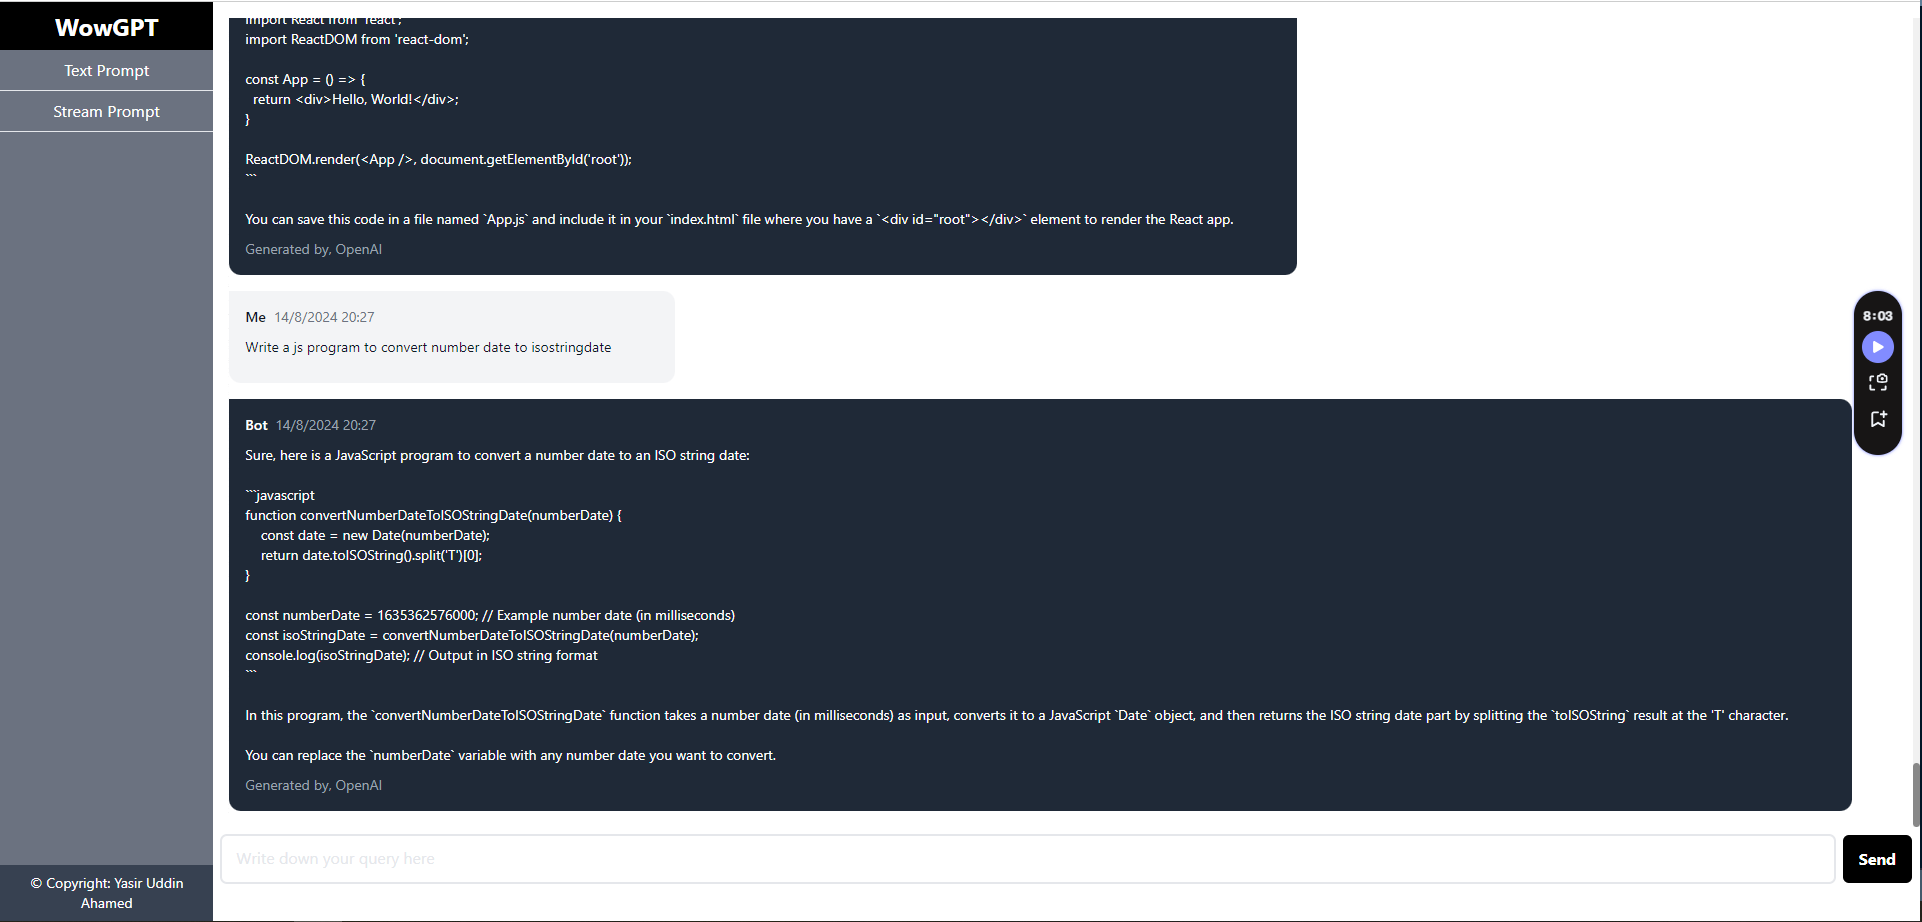 WowGPT
Text Prompt
Stream Prompt
© Copyright: Yasir Uddin
Ahamed
import React from 'react';
import ReactDOM from 'react-dom';
const App = () => {
  return <div>Hello, World!</div>;
}
ReactDOM.render(<App />, document.getElementById('root'));
```
You can save this code in a file named `App.js` and include it in your `index.html` file where you have a `<div id="root"></div>` element to render the React app.
Generated by, OpenAI
Me 14/8/2024 20:27
Write a js program to convert number date to isostringdate
Bot 14/8/2024 20:27
Sure, here is a JavaScript program to convert a number date to an ISO string date:
```javascript
function convertNumberDateToISOStringDate(numberDate) {
    const date = new Date(numberDate);
    return date.toISOString().split('T')[0];
}
const numberDate = 1635362576000; // Example number date (in milliseconds)
const isoStringDate = convertNumberDateToISOStringDate(numberDate);
console.log(isoStringDate); // Output in ISO string format
```
In this program, the `convertNumberDateToISOStringDate` function takes a number date (in milliseconds) as input, converts it to a JavaScript `Date` object, and then returns the ISO string date part by splitting the `toISOString` result at the 'T' character.
You can replace the `numberDate` variable with any number date you want to convert.
Generated by, OpenAI
Write down your query here
Send
8:03